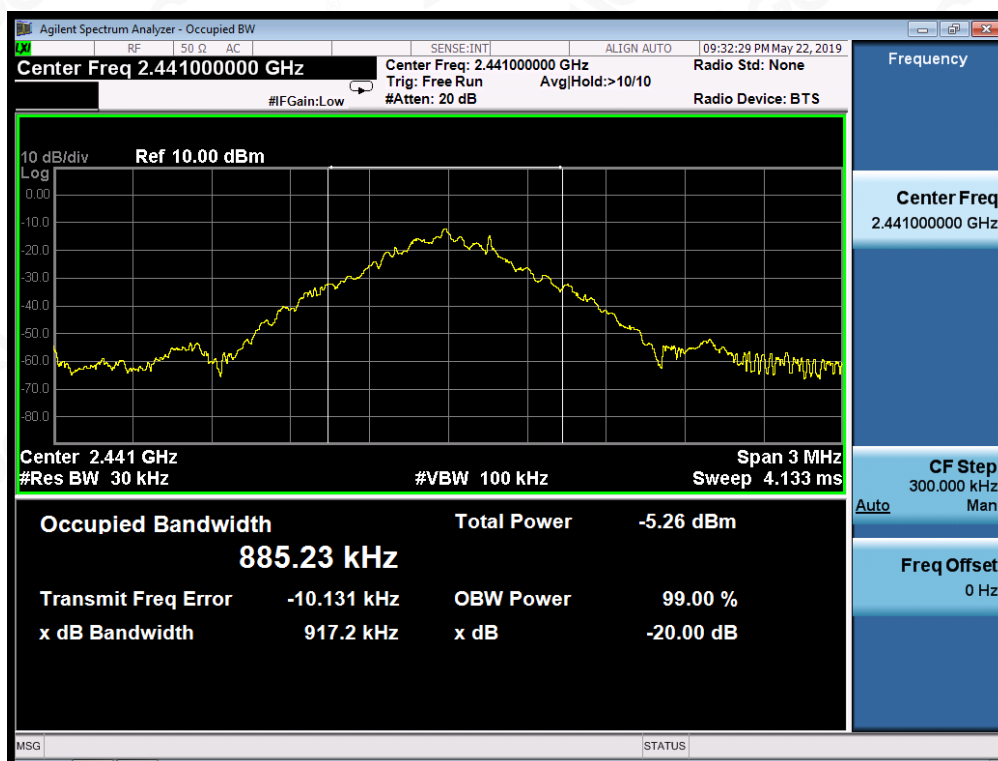 Agilent Spectrum Analyzer - Occupied BW
LXI RF 50 Ω AC SENSE:INT ALIGN AUTO 09:32:29 PM May 22, 2019
Center Freq 2.441000000 GHz
Center Freq: 2.441000000 GHz
Radio Std: None
Trig: Free Run Avg|Hold:>10/10
#IFGain:Low
#Atten: 20 dB
Radio Device: BTS
10 dB/div Ref 10.00 dBm
Log
0.00
-10.0
-20.0
-30.0
-40.0
-50.0
-60.0
-70.0
-80.0
Center 2.441 GHz
Span 3 MHz
#Res BW 30 kHz
#VBW 100 kHz
Sweep 4.133 ms
Occupied Bandwidth
Total Power -5.26 dBm
885.23 kHz
Transmit Freq Error -10.131 kHz
OBW Power 99.00 %
x dB Bandwidth 917.2 kHz
x dB -20.00 dB
MSG
STATUS
Frequency
Center Freq
2.441000000 GHz
CF Step
300.000 kHz
Auto Man
Freq Offset
0 Hz